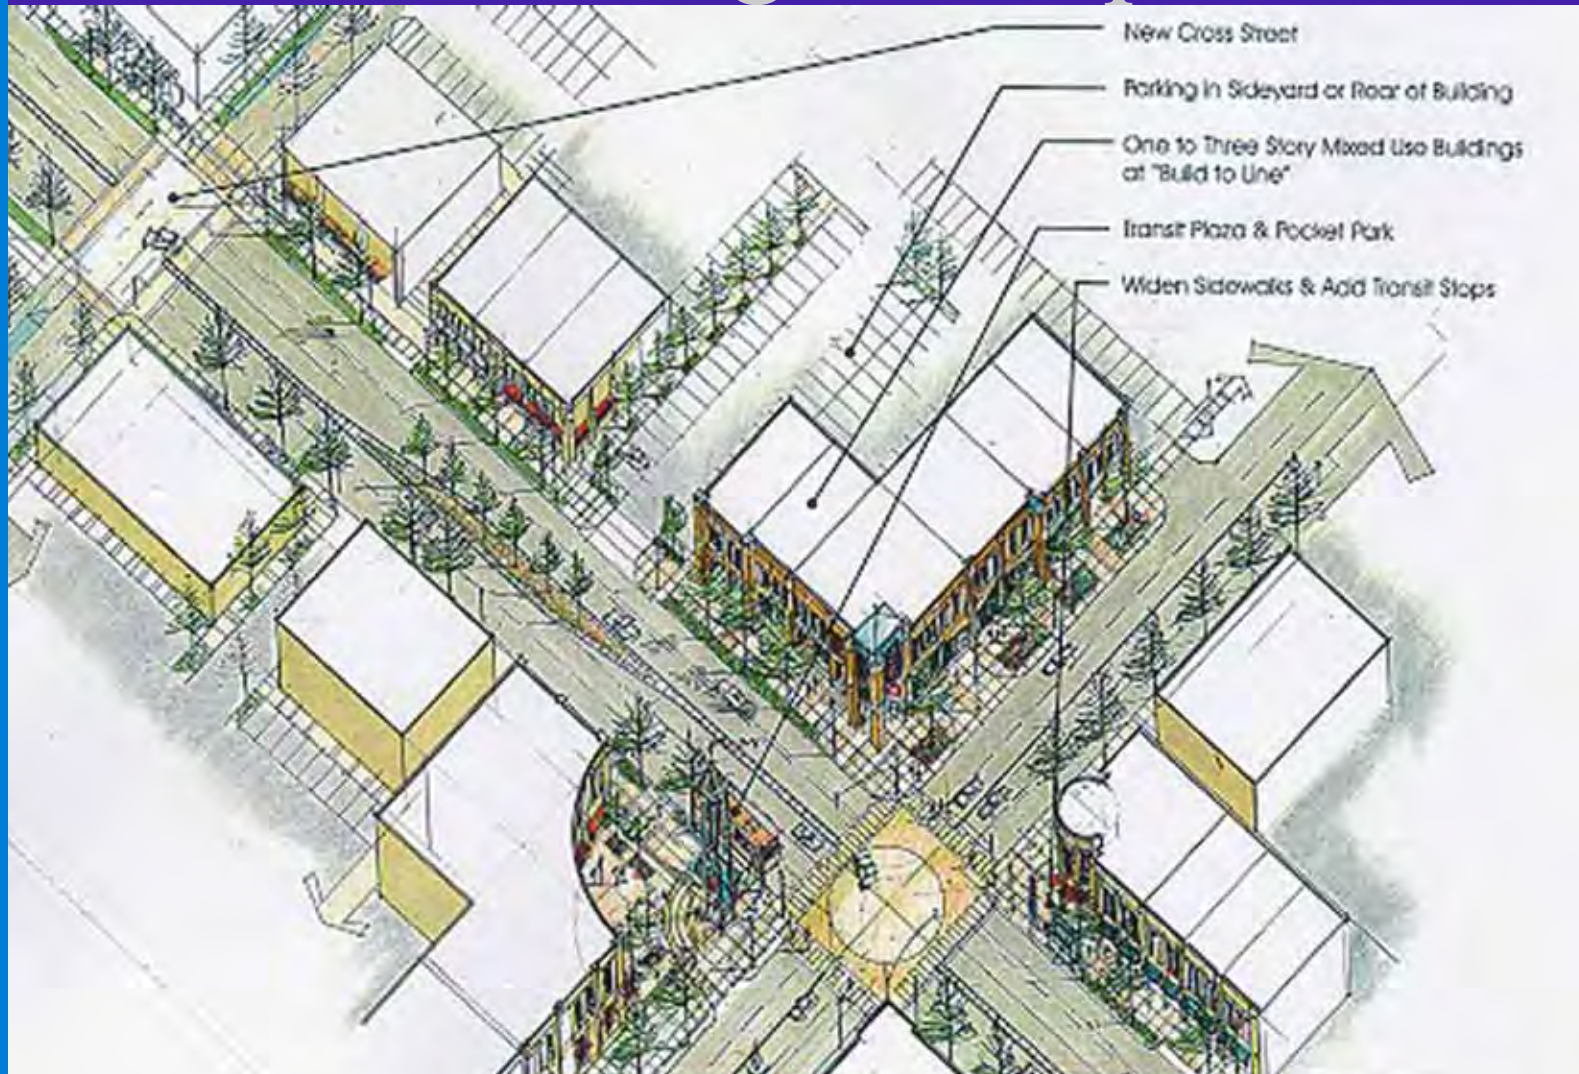 New Cross Street
Parking in Sideyard or Rear of Building
One to Three Story Mixed Use Buildings
at "Build to Line"
Transit Plaza & Pocket Park
Widen Sidewalks & Add Transit Stops